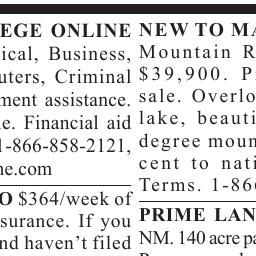 EGE ONLINE
ical, Business,
uters, Criminal
ment assistance.
e. Financial aid
1-866-858-2121,
ne.com
O $364/week of
surance. If you
nd haven't filed
NEW TO MA
Mountain R
$39,900. P
sale. Overlo
lake, beauti
degree moun
cent to nati
Terms. 1-86
PRIME LAN
NM. 140 acre pa